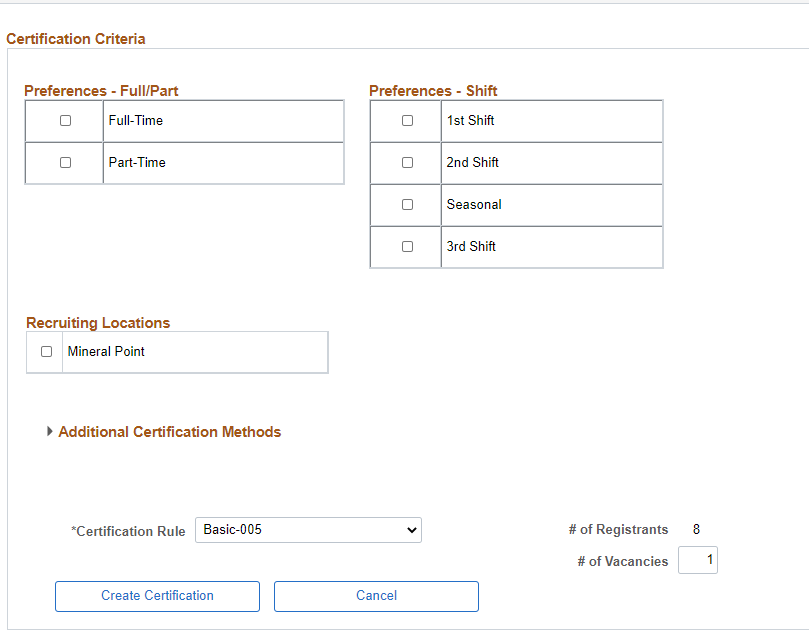 Certification Criteria
Preferences - Full/Part
Full-Time
Part-Time
Preferences - Shift
1st Shift
2nd Shift
Seasonal
3rd Shift
Recruiting Locations
Mineral Point
Additional Certification Methods
*Certification Rule Basic-005
# of Registrants 8
# of Vacancies 1
Create Certification Cancel